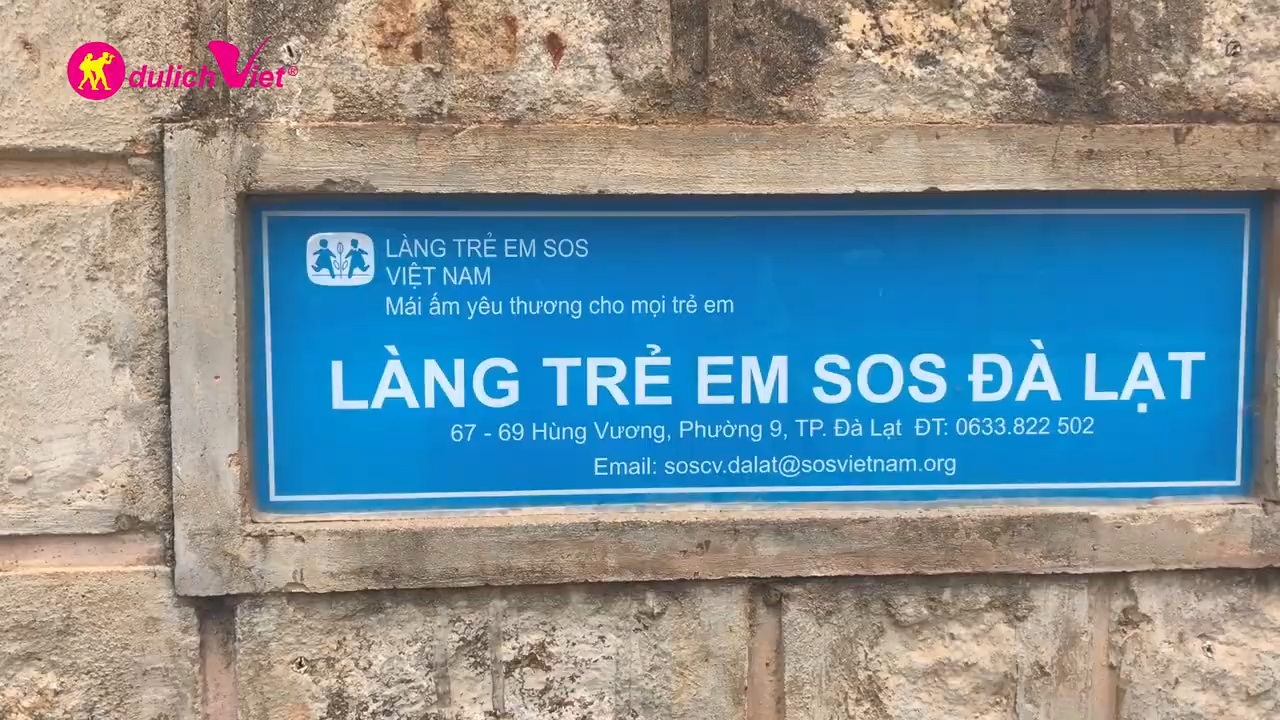 dulichViet®
LÀNG TRẺ EM SOS
VIỆT NAM
Mái ấm yêu thương cho mọi trẻ em
LÀNG TRẺ EM SOS ĐÀ LẠT
67 - 69 Hùng Vương, Phường 9, TP. Đà Lạt ĐT: 0633.822 502
Email: soscv.dalat@sosvietnam.org